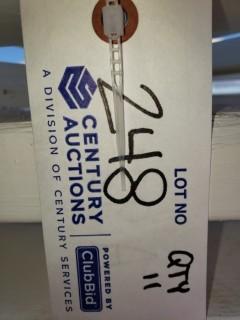 CENTURY
AUCTIONS
A DIVISION OF CENTURY SERVICES
POWERED BY
ClubBid
248
LOT NO
QTY
11